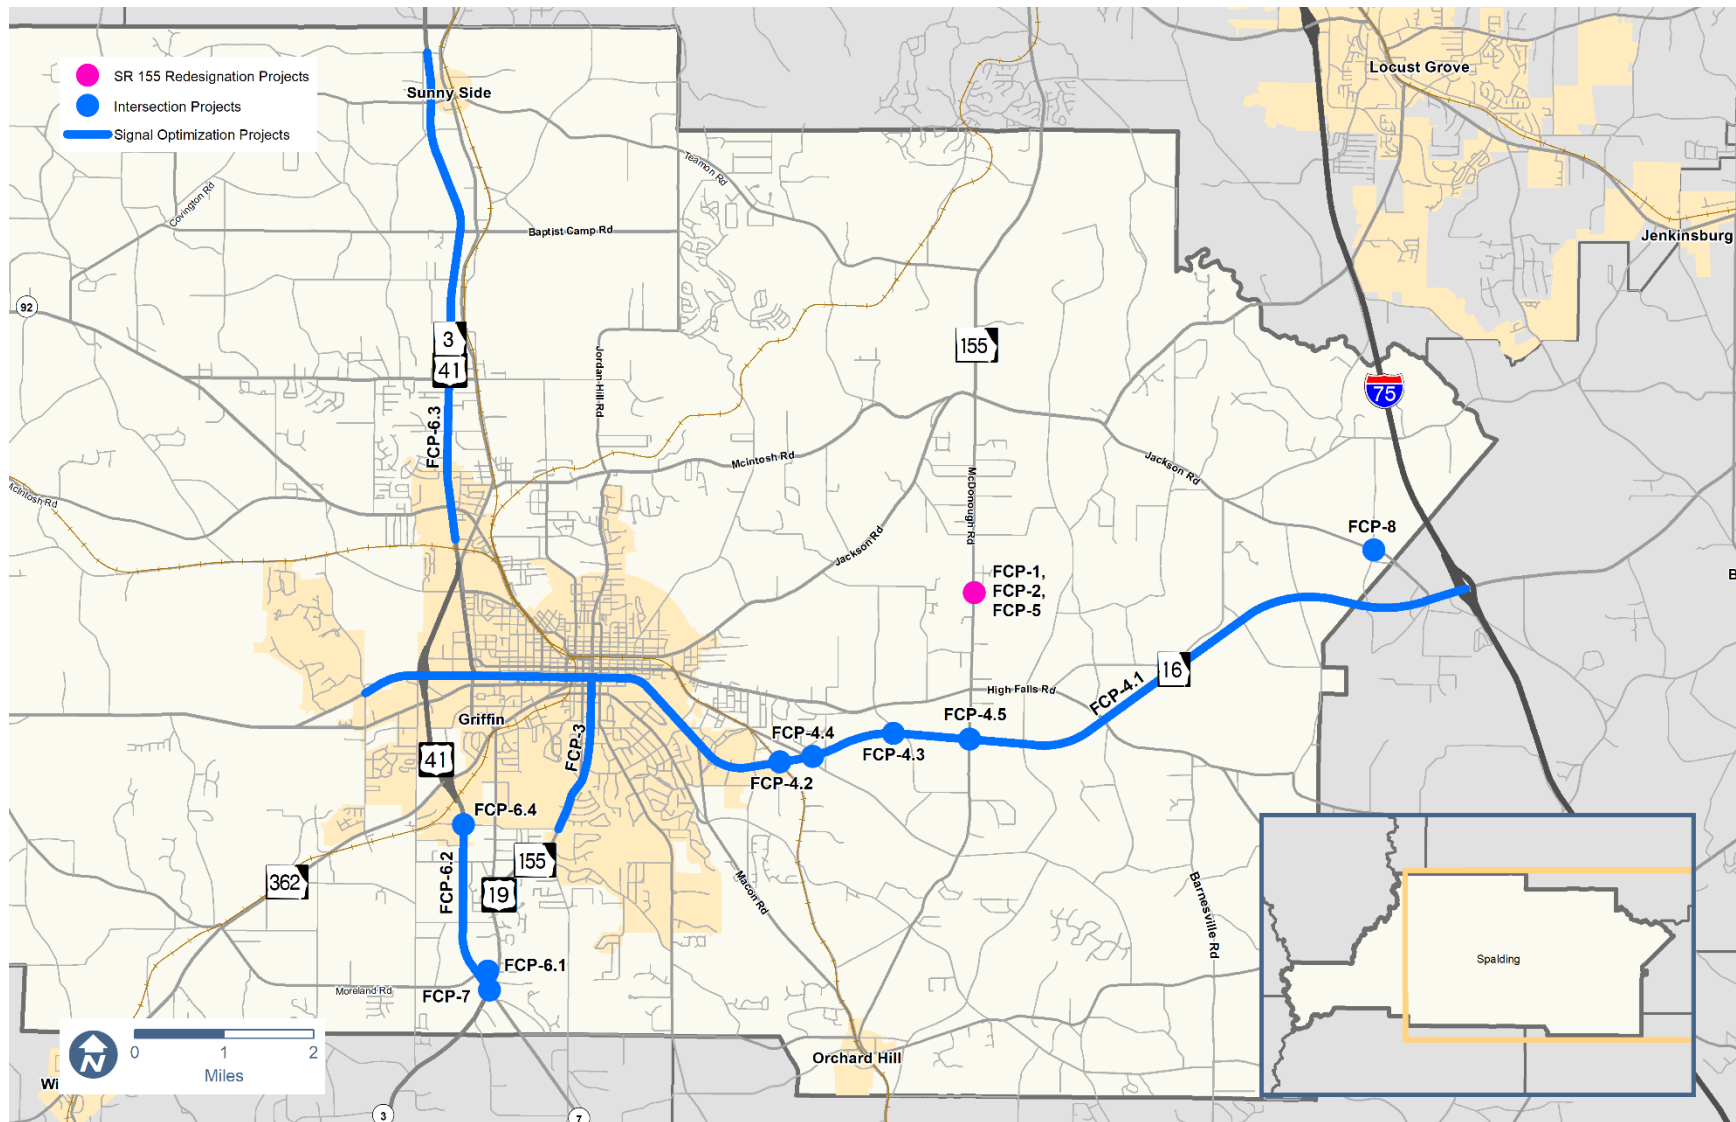 SR 155 Redesignation Projects
Intersection Projects
Signal Optimization Projects
Sunny Side
Locust Grove
Teamon Rd
Covington Rd
Baptist Camp Rd
Jenkinsburg
92
3
41
155
Jordan Hill Rd
75
FCP-6.3
Mcintosh Rd
McDonough Rd
Jackson Rd
Mcintosh Rd
FCP-8
Jackson Rd
FCP-1,
FCP-2,
FCP-5
B
16
High Falls Rd
FCP-4.1
Griffin
FCP-3
FCP-4.4
FCP-4.5
FCP-4.3
FCP-4.2
41
FCP-6.4
FCP-6.2
155
362
19
Macon Rd
Barnesville Rd
FCP-6.1
FCP-7
Moreland Rd
Spalding
N
0 1 2
Miles
Orchard Hill
Wi
3
7